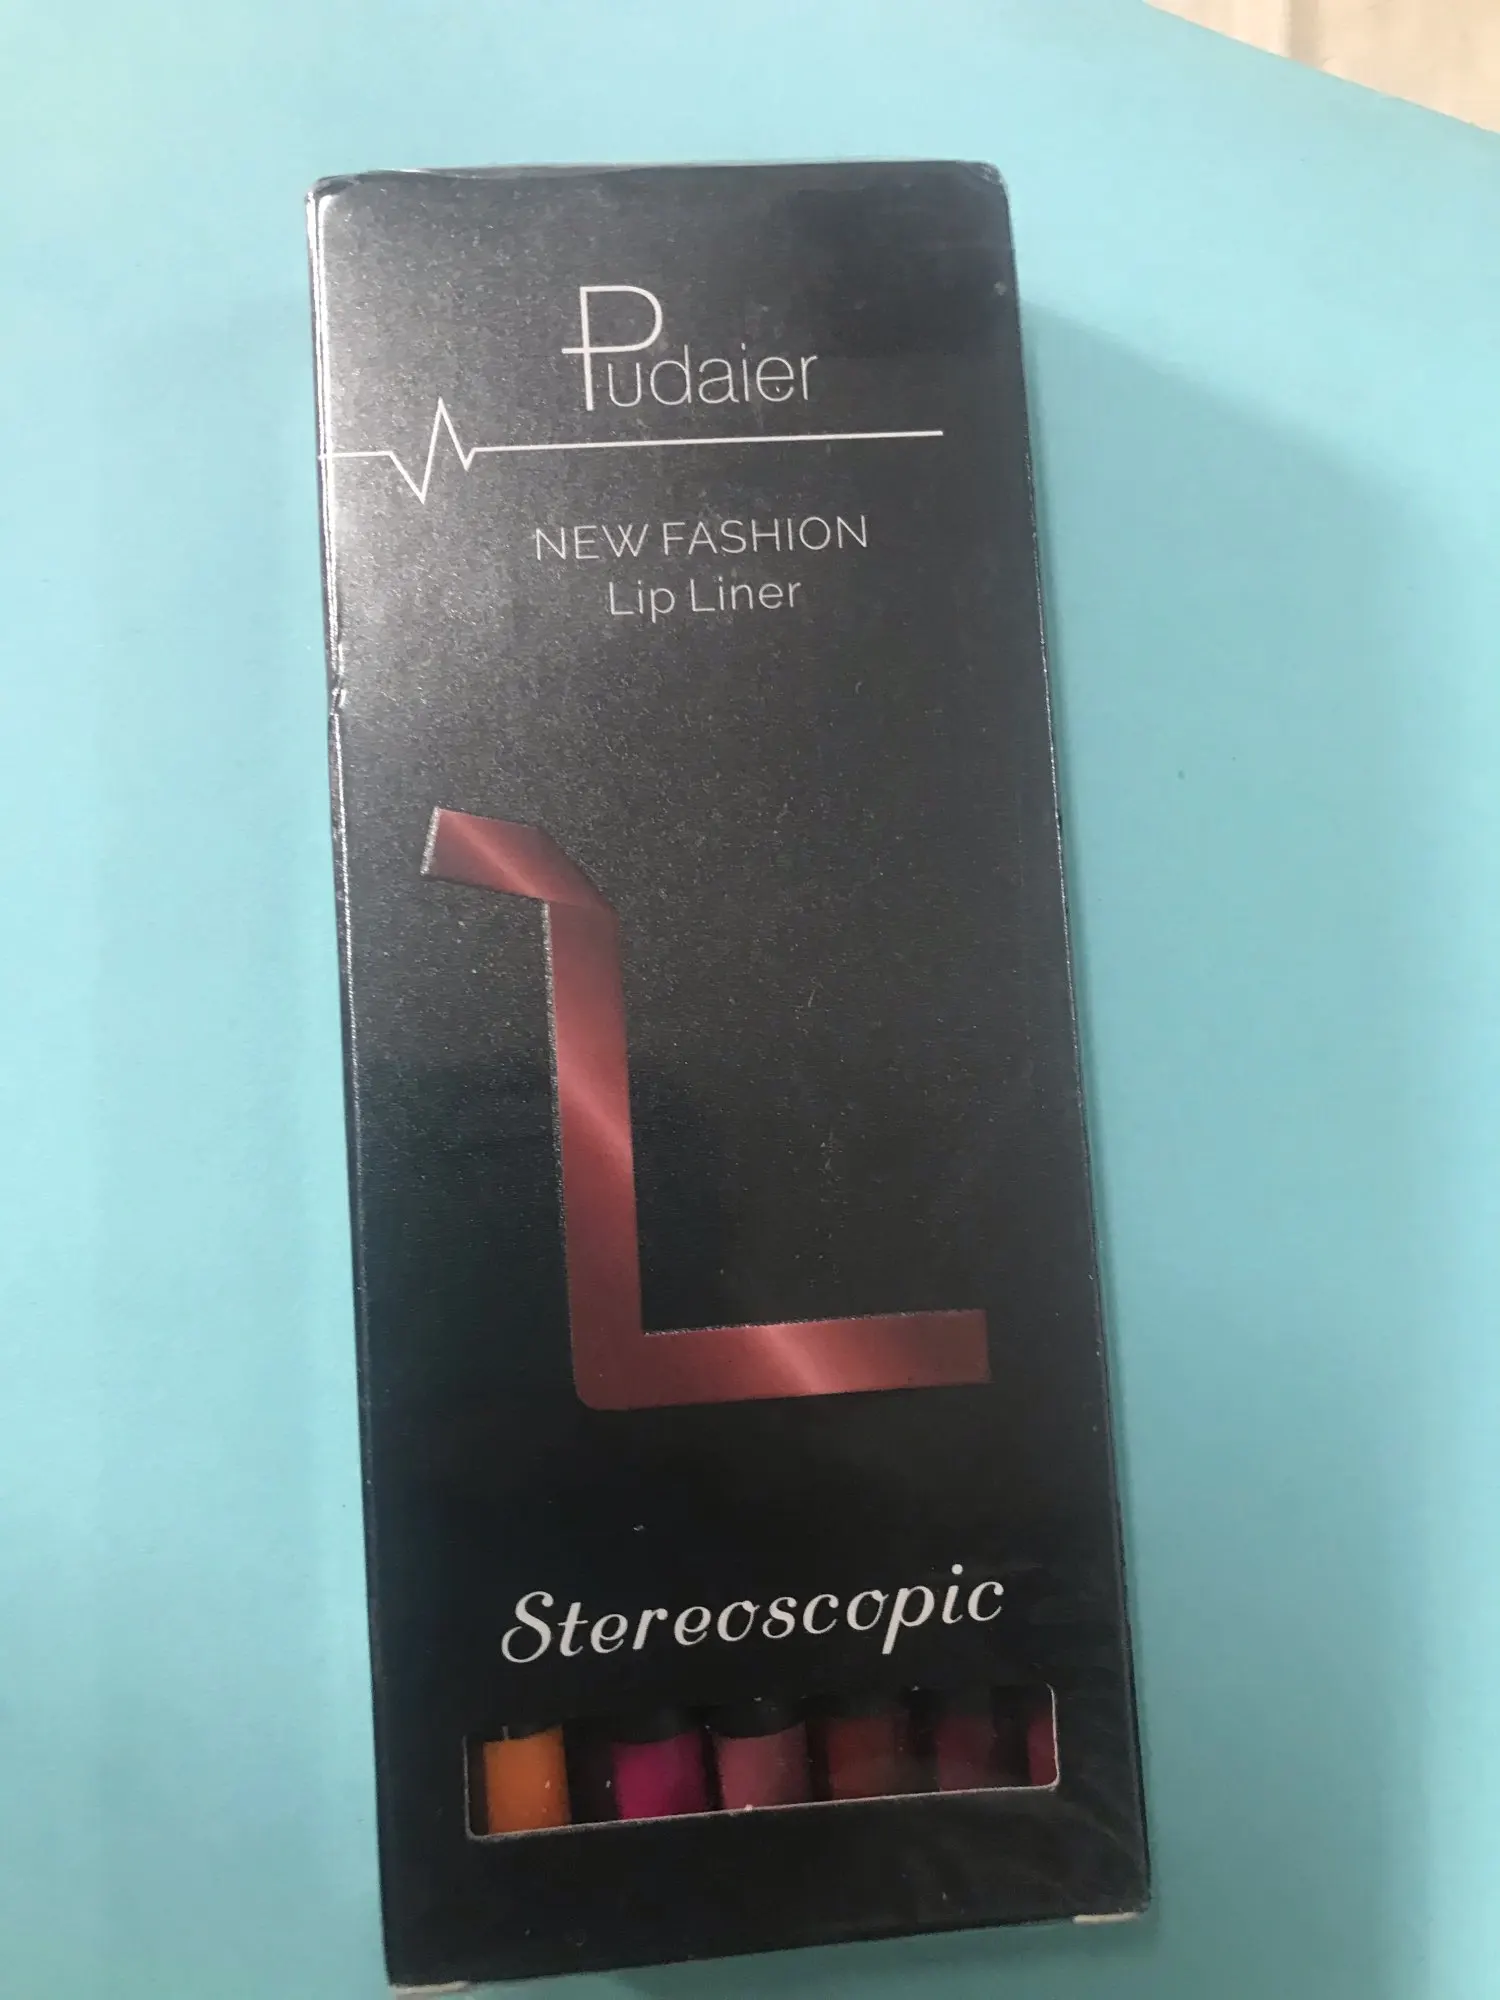 Pudaier
NEW FASHION
Lip Liner
L
Stereoscopic